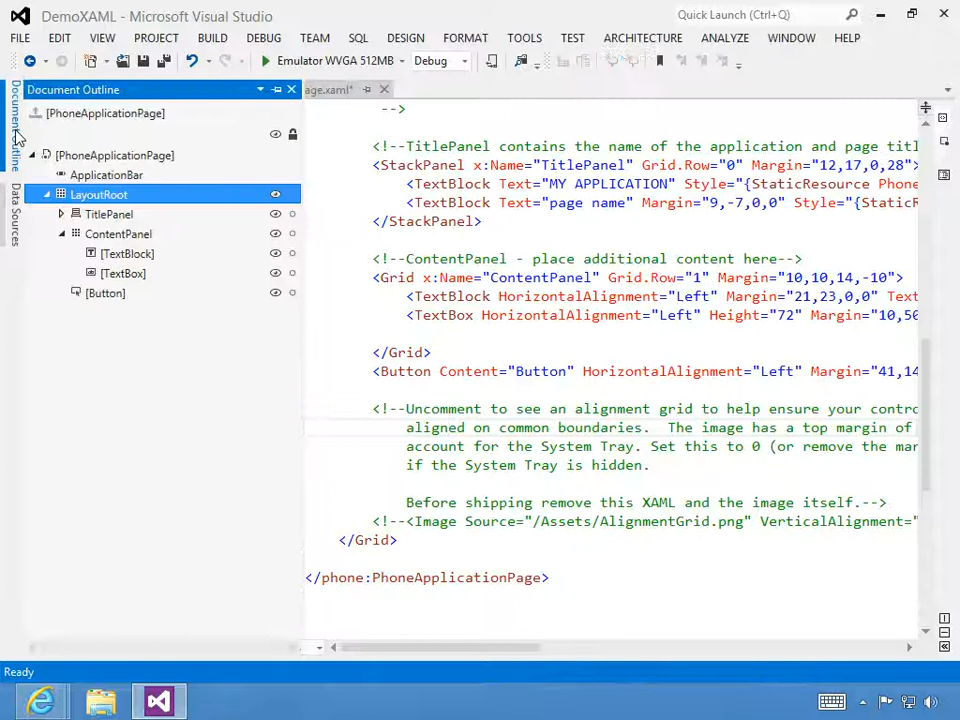 DemoXAML - Microsoft Visual Studio
Quick Launch (Ctrl+Q)
FILE EDIT VIEW PROJECT BUILD DEBUG TEAM SQL DESIGN FORMAT TOOLS TEST ARCHITECTURE ANALYZE WINDOW HELP
Emulator WVGA 512MB Debug
Document Outline
Data Sources
Document Outline
[PhoneApplicationPage]
[PhoneApplicationPage]
ApplicationBar
LayoutRoot
TitlePanel
ContentPanel
[TextBlock]
[TextBox]
[Button]
age.xaml*
-->
<!--TitlePanel contains the name of the application and page titl
<StackPanel x:Name="TitlePanel" Grid.Row="0" Margin="12,17,0,28">
<TextBlock Text="MY APPLICATION" Style="{StaticResource Phone
<TextBlock Text="page name" Margin="9,-7,0,0" Style="{Static
</StackPanel>
<!--ContentPanel - place additional content here-->
<Grid x:Name="ContentPanel" Grid.Row="1" Margin="10,10,14,-10">
<TextBlock HorizontalAlignment="Left" Margin="21,23,0,0" Text
<TextBox HorizontalAlignment="Left" Height="72" Margin="10,50
</Grid>
<Button Content="Button" HorizontalAlignment="Left" Margin="41,14
<!--Uncomment to see an alignment grid to help ensure your contro
aligned on common boundaries.  The image has a top margin of
account for the System Tray. Set this to 0 (or remove the mar
if the System Tray is hidden.
Before shipping remove this XAML and the image itself.-->
<!--<Image Source="/Assets/AlignmentGrid.png" VerticalAlignment="
</Grid>
</phone:PhoneApplicationPage>
Ready